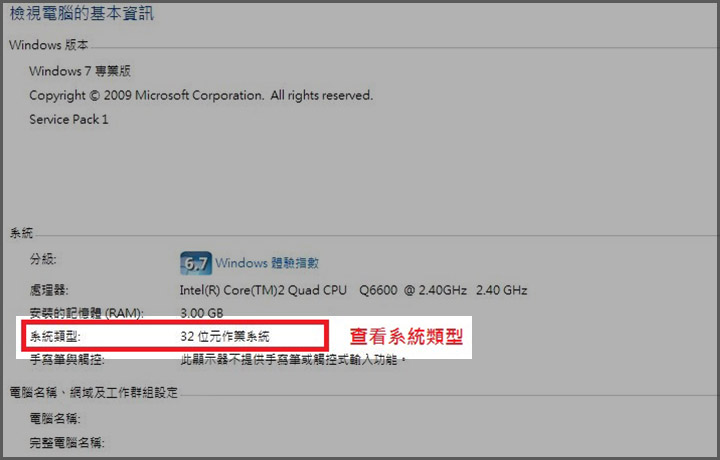 檢視電腦的基本資訊
Windows 版本
Windows 7 專業版
Copyright © 2009 Microsoft Corporation. All rights reserved.
Service Pack 1
系統
分級: 6.7 Windows 體驗指數
處理器: Intel(R) Core(TM)2 Quad CPU Q6600 @ 2.40GHz 2.40 GHz
安裝的記憶體 (RAM): 3.00 GB
系統類型: 32 位元作業系統 查看系統類型
手寫筆與觸控: 此顯示器不提供手寫筆或觸控式輸入功能。
電腦名稱、網域及工作群組設定
電腦名稱:
完整電腦名稱: